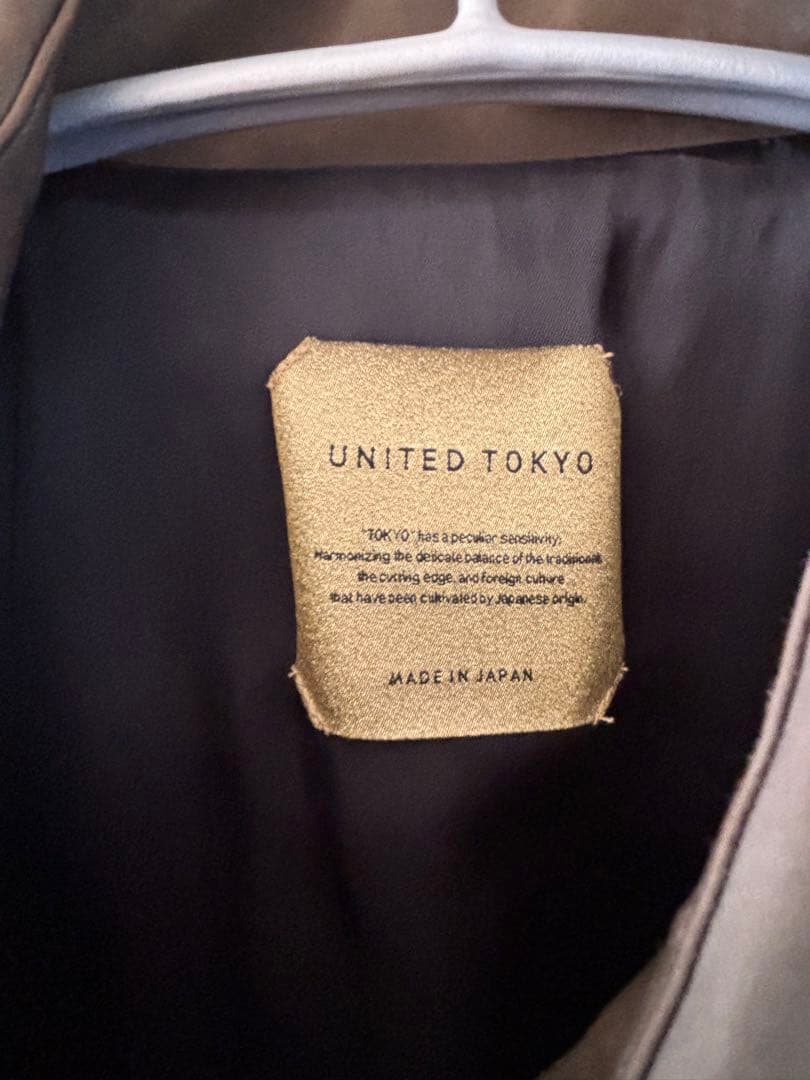 UNITED TOKYO
"TOKYO" has a peculiar sensitivity;
Harmonizing the delicate balance of the traditional,
the cutting edge, and foreign culture
that have been cultivated by Japanese origin.
MADE IN JAPAN